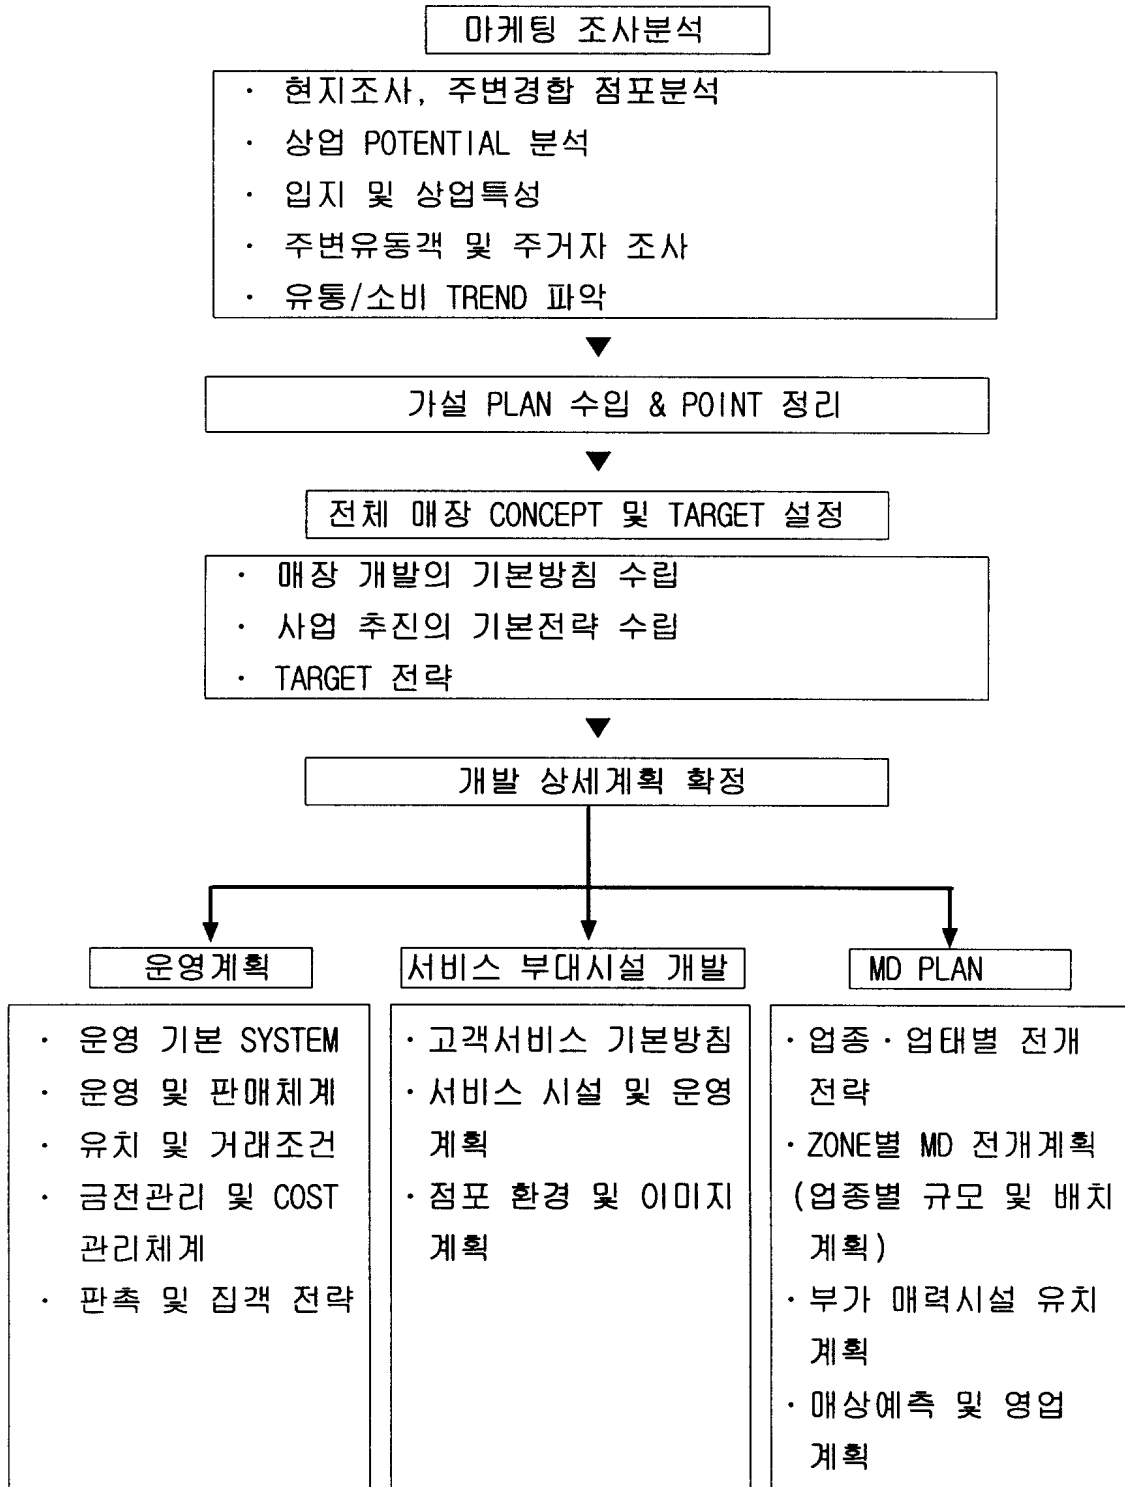 마케팅 조사분석
· 현지조사, 주변경합 점포분석
· 상업 POTENTIAL 분석
· 입지 및 상업특성
· 주변유동객 및 주거자 조사
· 유통/소비 TREND 파악
가설 PLAN 수입 & POINT 정리
전체 매장 CONCEPT 및 TARGET 설정
· 매장 개발의 기본방침 수립
· 사업 추진의 기본전략 수립
· TARGET 전략
개발 상세계획 확정
운영계획
· 운영 기본 SYSTEM
· 운영 및 판매체계
· 유치 및 거래조건
· 금전관리 및 COST
관리체계
· 판촉 및 집객 전략
서비스 부대시설 개발
· 고객서비스 기본방침
· 서비스 시설 및 운영
계획
· 점포 환경 및 이미지
계획
MD PLAN
· 업종·업태별 전개
전략
· ZONE별 MD 전개계획
(업종별 규모 및 배치
계획)
· 부가 매력시설 유치
계획
· 매상예측 및 영업
계획